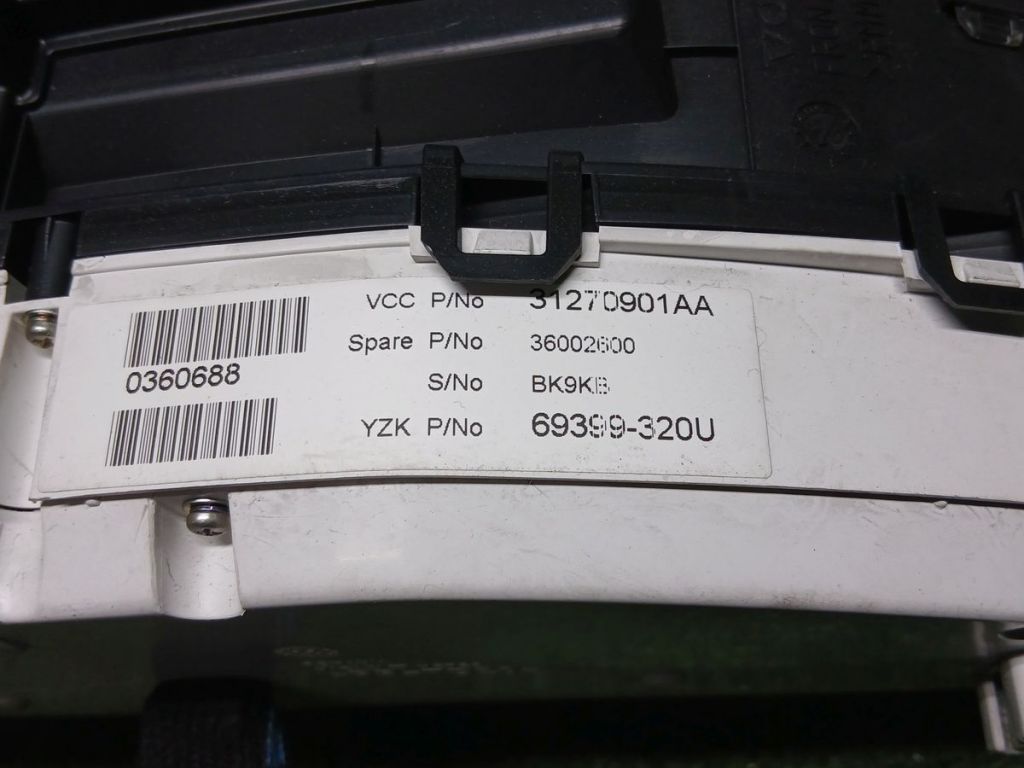 VCC P/No 31270901AA
Spare P/No 36002600
0360688
S/No BK9KB
YZK P/No 69399-320U